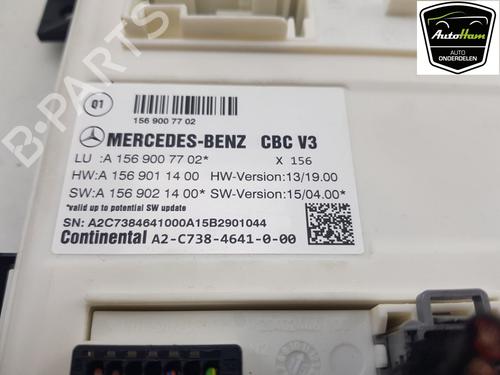 AutoHam
AUTO
ONDERDELEN
Q1
156 900 77 02
MERCEDES-BENZ CBC V3
LU :A 156 900 77 02* X 156
HW:A 156 901 14 00 HW-Version:13/19.00
SW:A 156 902 14 00* SW-Version:15/04.00*
*valid up to potential SW update
SN: A2C7384641000A15B2901044
Continental A2-C738-4641-0-00
B-PARTS